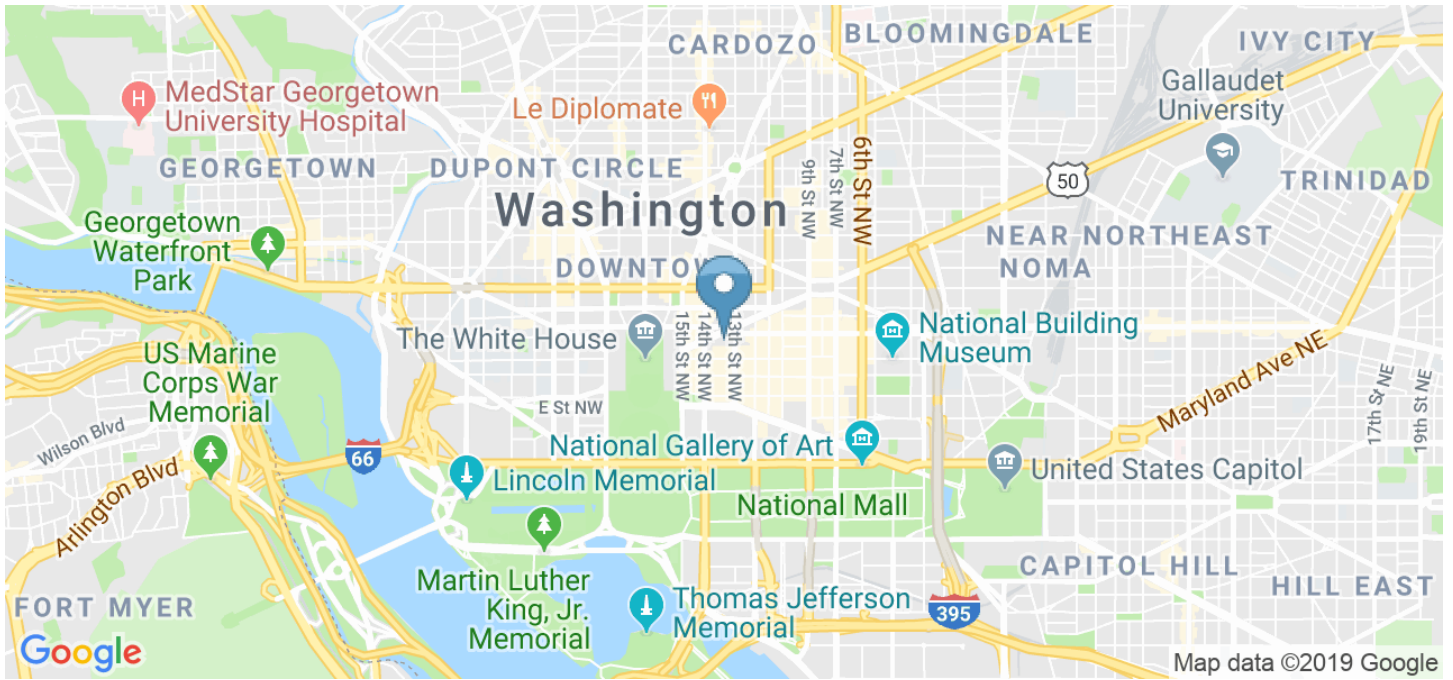 CARDOZO
BLOOMINGDALE
IVY CITY
MedStar Georgetown
University Hospital
Le Diplomate
Gallaudet
University
GEORGETOWN
DUPONT CIRCLE
9th St NW
7th St NW
6th St NW
50
TRINIDAD
Washington
Georgetown
Waterfront
Park
NEAR NORTHEAST
NOMA
DOWNTOW
The White House
15th St NW
14th St NW
13th St NW
National Building
Museum
US Marine
Corps War
Memorial
Maryland Ave NE
17th St NE
19th St NE
E St NW
Wilson Blvd
66
National Gallery of Art
Arlington Blvd
Lincoln Memorial
United States Capitol
National Mall
CAPITOL HILL
HILL EAST
Martin Luther
King, Jr.
Memorial
FORT MYER
Thomas Jefferson
Memorial
395
Google
Map data ©2019 Google
H